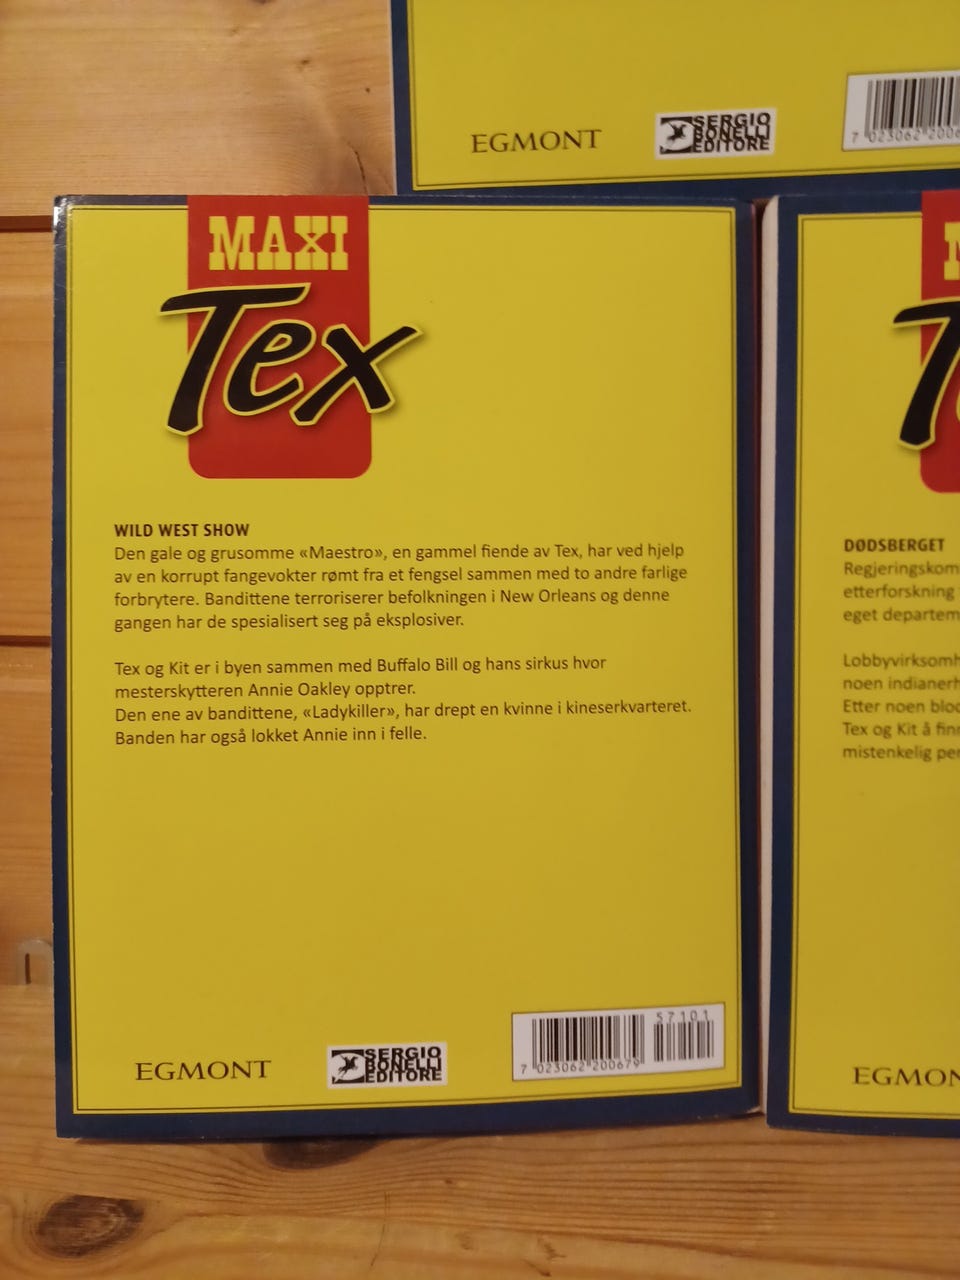 EGMONT
SERGIO
BONELLI
EDITORE
MAXI
Tex
WILD WEST SHOW
Den gale og grusomme «Maestro», en gammel fiende av Tex, har ved hjelp
av en korrupt fangevokter rømt fra et fengsel sammen med to andre farlige
forbrytere. Bandittene terroriserer befolkningen i New Orleans og denne
gangen har de spesialisert seg på eksplosiver.
Tex og Kit er i byen sammen med Buffalo Bill og hans sirkus hvor
mesterskytteren Annie Oakley opptrer.
Den ene av bandittene, «Ladykiller», har drept en kvinne i kineserkvarteret.
Banden har også lokket Annie inn i felle.
EGMONT
SERGIO
BONELLI
EDITORE
57101
7 023062 200679
DØDSBERGET
Regjeringskom
etterforskning
eget departem
Lobbyvirksomh
noen indianerh
Etter noen bloc
Tex og Kit å finn
mistenkelig per
EGMON